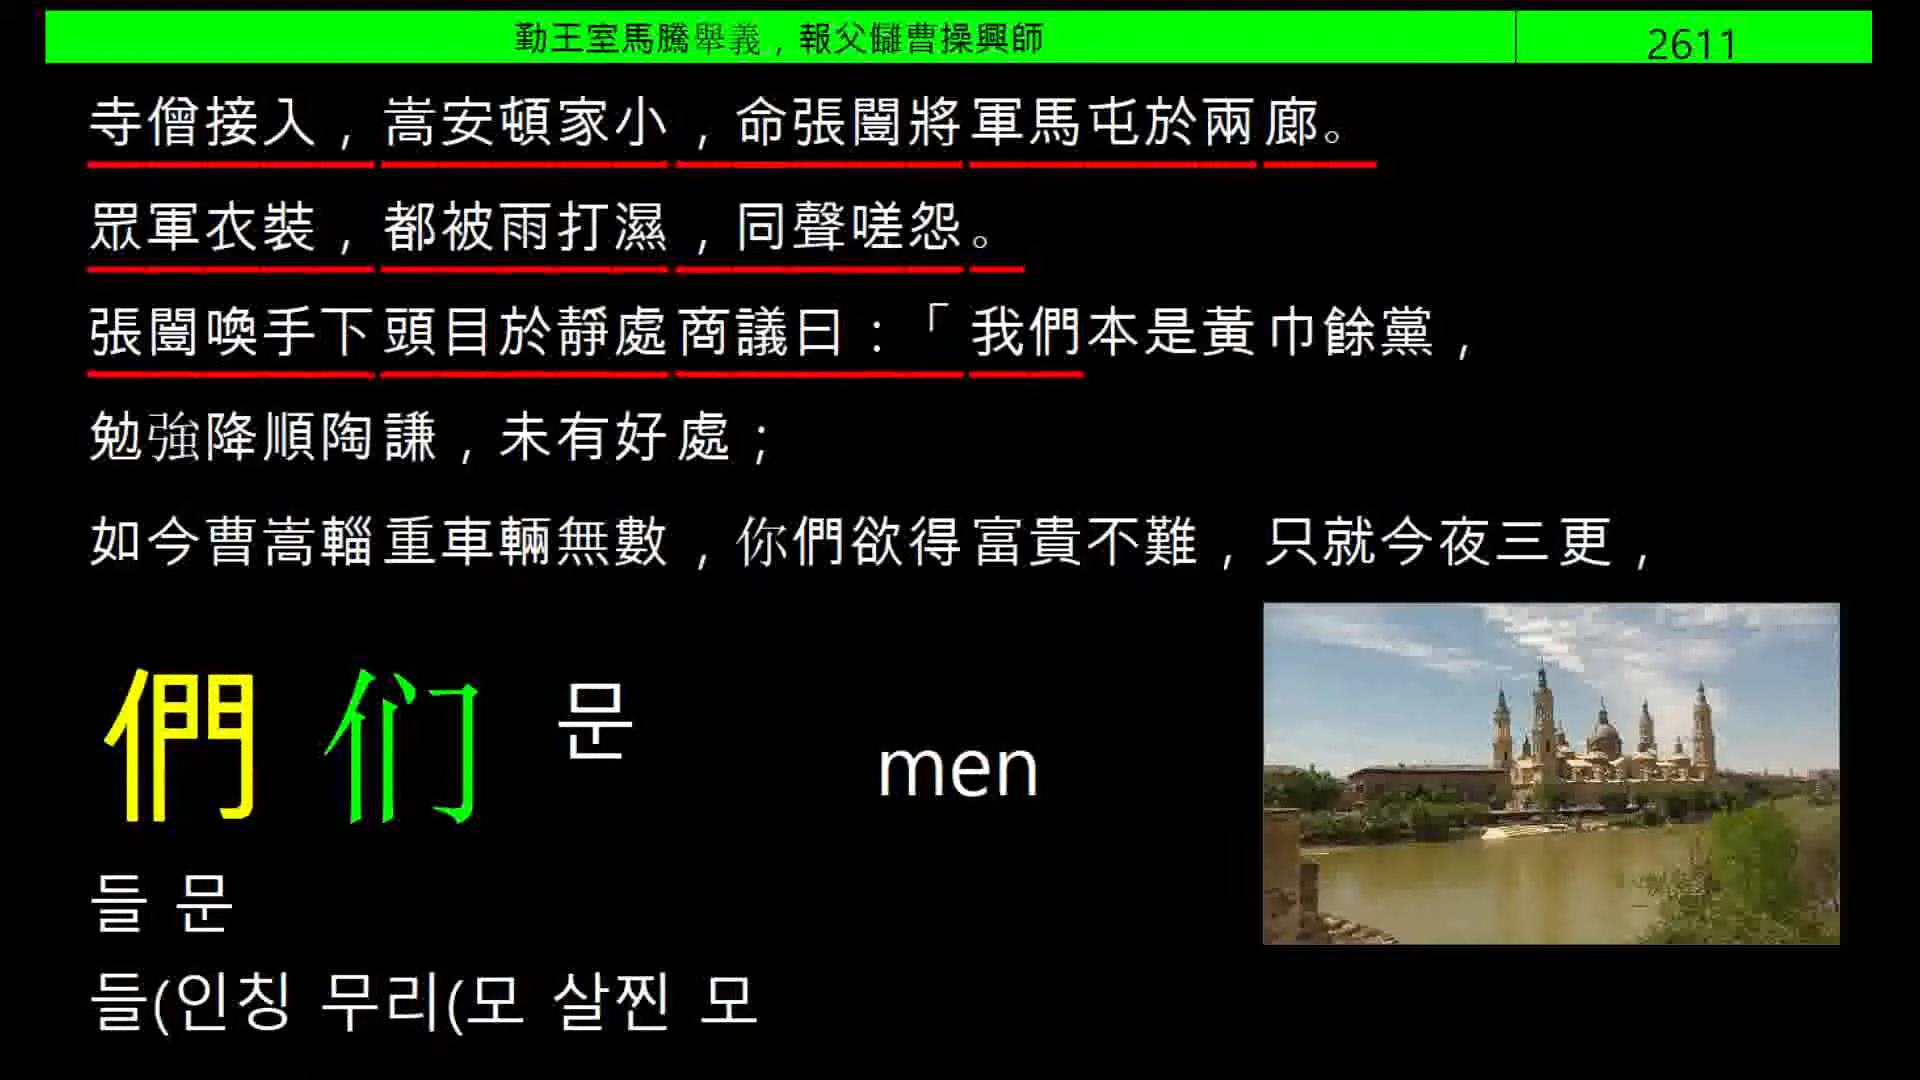 勤王室馬騰舉義，報父讎曹操興師
2611
寺僧接入，嵩安頓家小，命張闓將軍馬屯於兩廊。
眾軍衣裝，都被雨打濕，同聲嗟怨。
張闓喚手下頭目於靜處商議曰：「我們本是黃巾餘黨，
勉強降順陶謙，未有好處；
如今曹嵩輜重車輛無數，你們欲得富貴不難，只就今夜三更，
們 们 문 men
들 문
들(인칭 무리(모 살찐 모